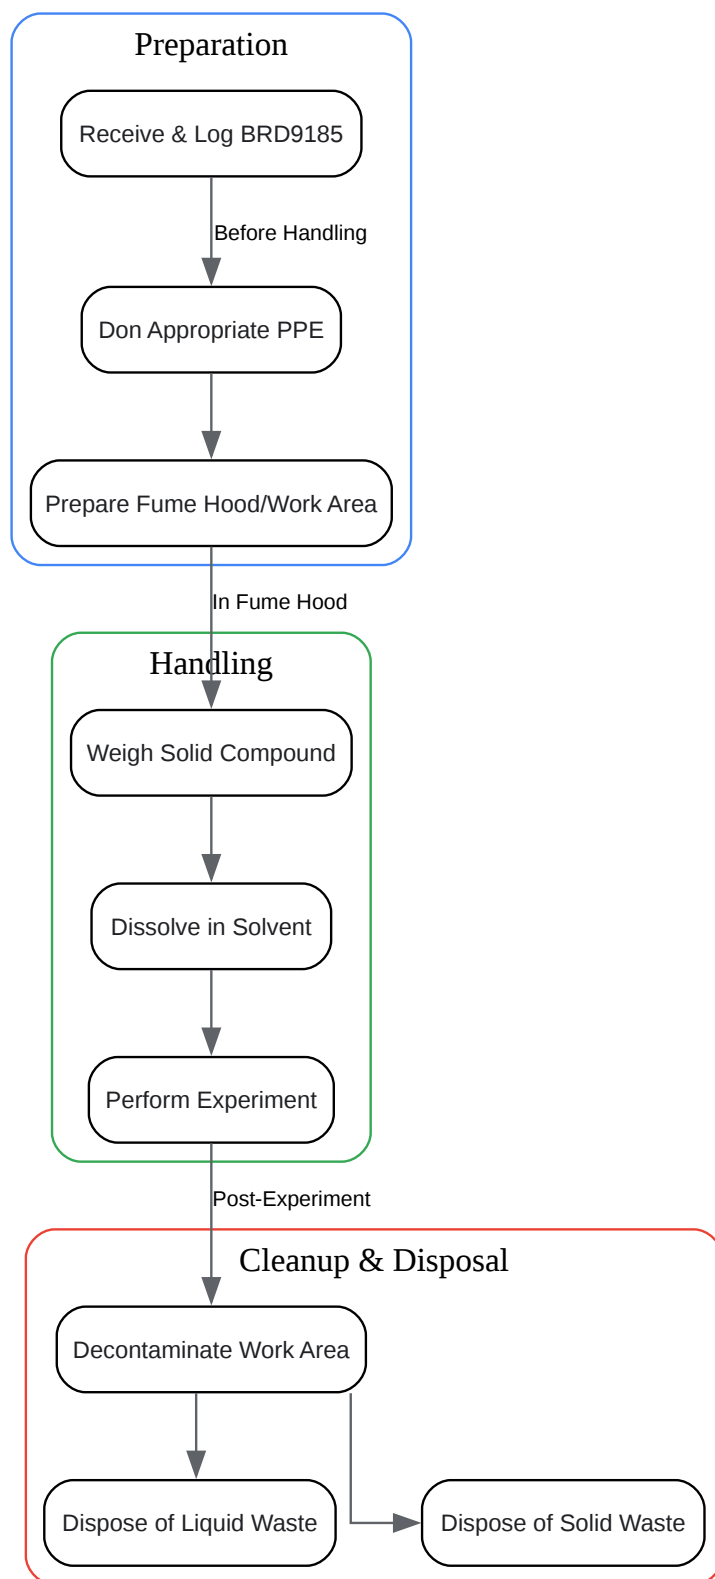 Preparation
Receive & Log BRD9185
Before Handling
Don Appropriate PPE
Prepare Fume Hood/Work Area
In Fume Hood
Handling
Weigh Solid Compound
Dissolve in Solvent
Perform Experiment
Post-Experiment
Cleanup & Disposal
Decontaminate Work Area
Dispose of Liquid Waste
Dispose of Solid Waste